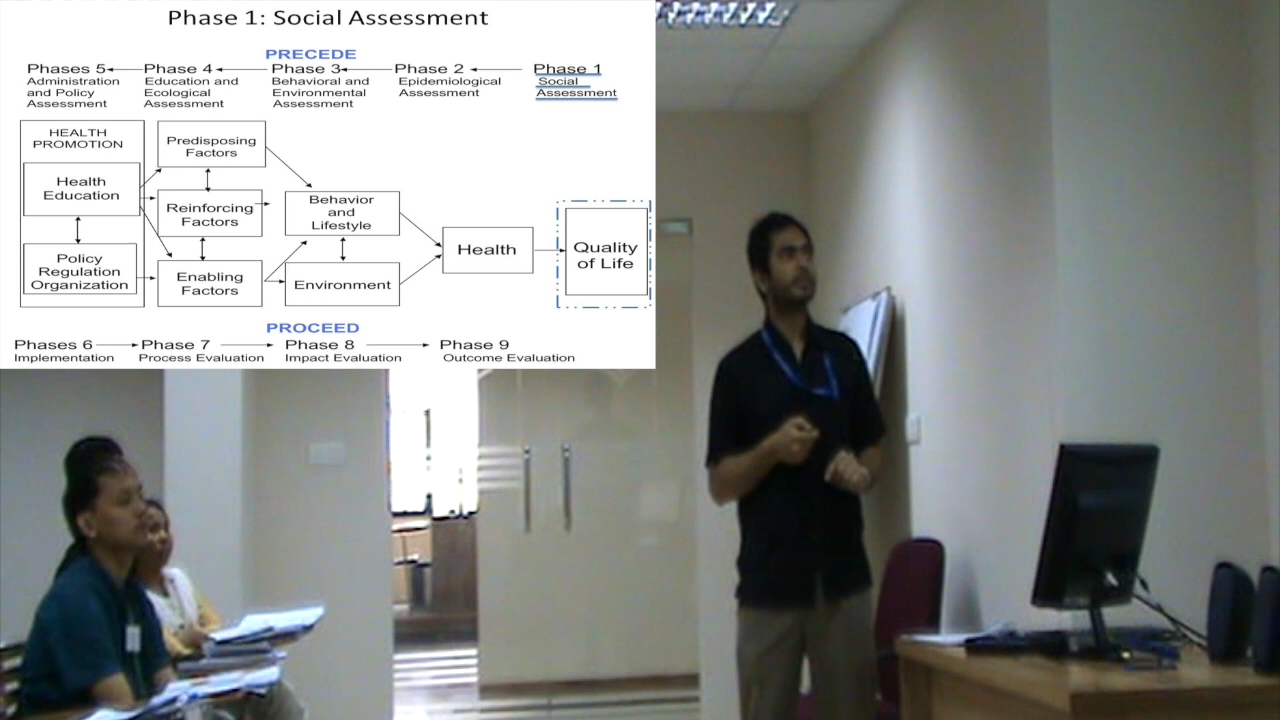 Phase 1: Social Assessment
PRECEDE
Phases 5 Phase 4 Phase 3 Phase 2 Phase 1
Administration Education and Behavioral and Epidemiological Social
and Policy Ecological Environmental Assessment Assessment
Assessment Assessment Assessment
HEALTH
PROMOTION
Predisposing
Factors
Health
Education
Reinforcing
Factors
Behavior
and
Lifestyle
Health
Quality
of Life
Policy
Regulation
Organization
Enabling
Factors
Environment
PROCEED
Phases 6 Phase 7 Phase 8 Phase 9
Implementation Process Evaluation Impact Evaluation Outcome Evaluation